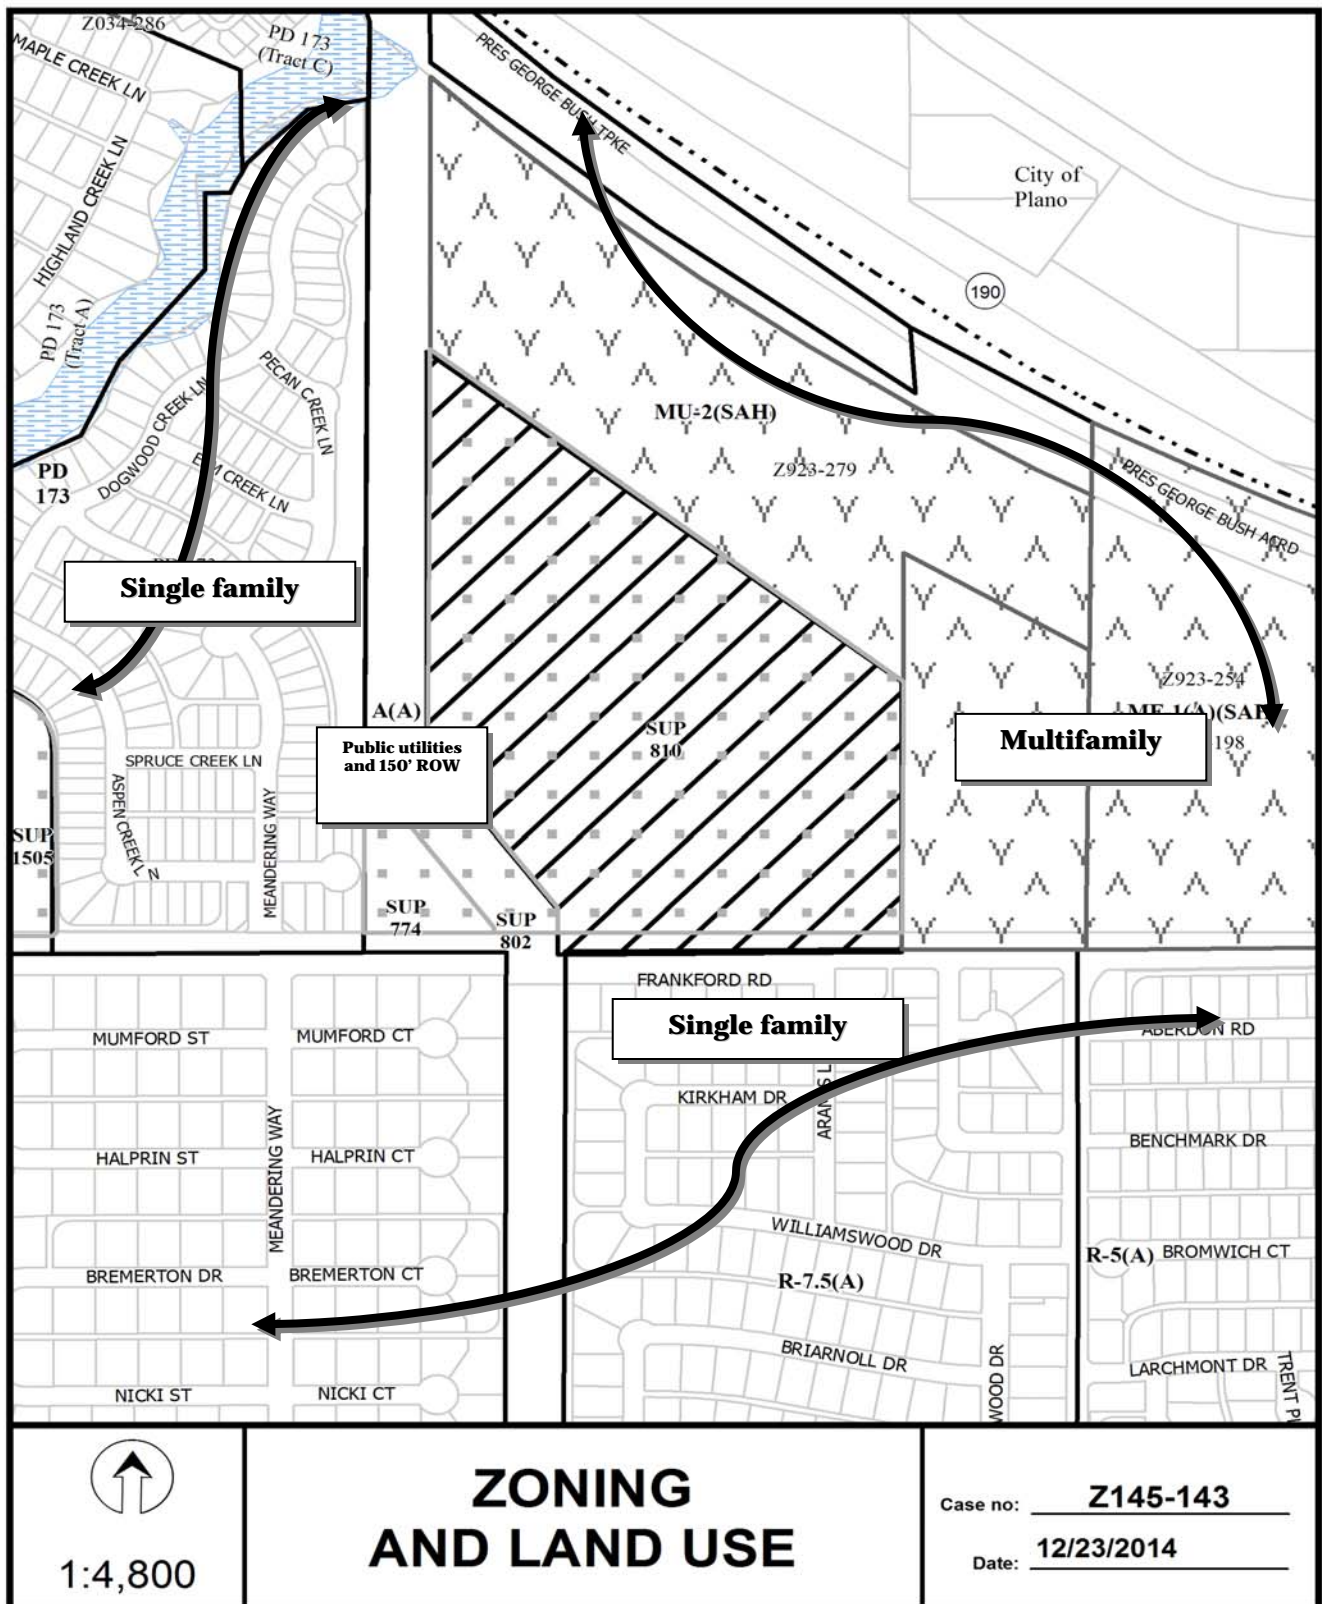 Z034-286
PD 173
(Tract C)
MAPLE CREEK LN
PRES GEORGE BUSH TPKE
HIGHLAND CREEK LN
City of
Plano
190
PD 173
(Tract A)
PECAN CREEK LN
DOGWOOD CREEK LN
MU-2(SAH)
Z923-279
PD
173
ELM CREEK LN
PRES GEORGE BUSH ACRD
Single family
Z923-254
A(A)
SUP
810
Multifamily
198
Public utilities
and 150' ROW
SPRUCE CREEK LN
ASPEN CREEK LN
MEANDERING WAY
SUP
1505
SUP
774
SUP
802
FRANKFORD RD
Single family
MUMFORD ST
MUMFORD CT
ABERDON RD
KIRKHAM DR
BENCHMARK DR
HALPRIN ST
MEANDERING WAY
HALPRIN CT
WILLIAMSWOOD DR
R-5(A)
BROMWICH CT
BREMERTON DR
BREMERTON CT
R-7.5(A)
BRIARNOLL DR
WOOD DR
LARCHMONT DR
NICKI ST
NICKI CT
1:4,800
ZONING
AND LAND USE
Case no: Z145-143
Date: 12/23/2014